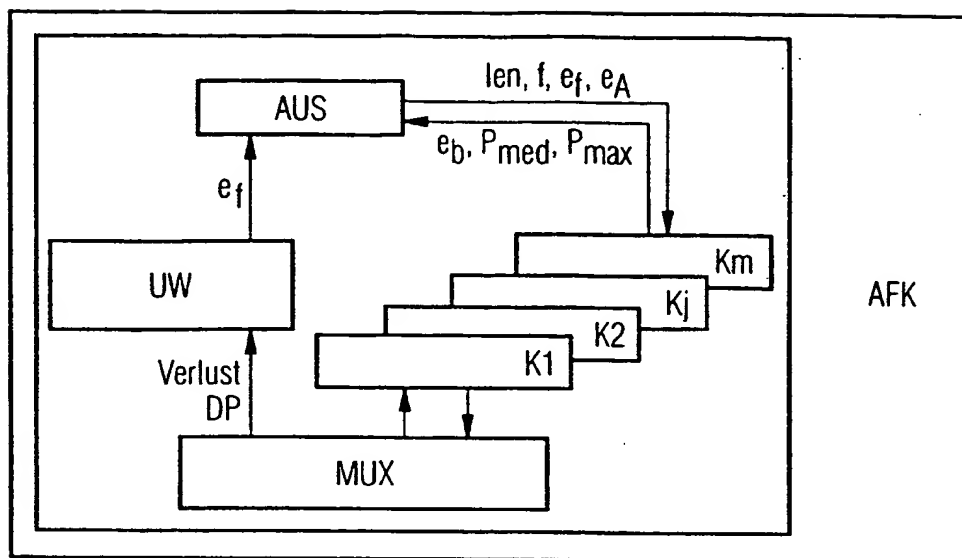 len, f, e_f, e_A
AUS
e_b, P_med, P_max
e_f
Km
UW
Kj
AFK
K2
K1
Verlust
DP
MUX